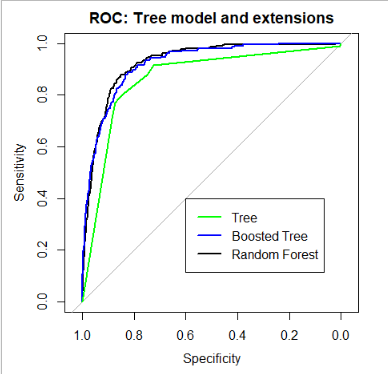 ROC: Tree model and extensions
1.0
0.8
0.6
0.4
0.2
0.0
Sensitivity
Tree
Boosted Tree
Random Forest
1.0 0.8 0.6 0.4 0.2 0.0
Specificity